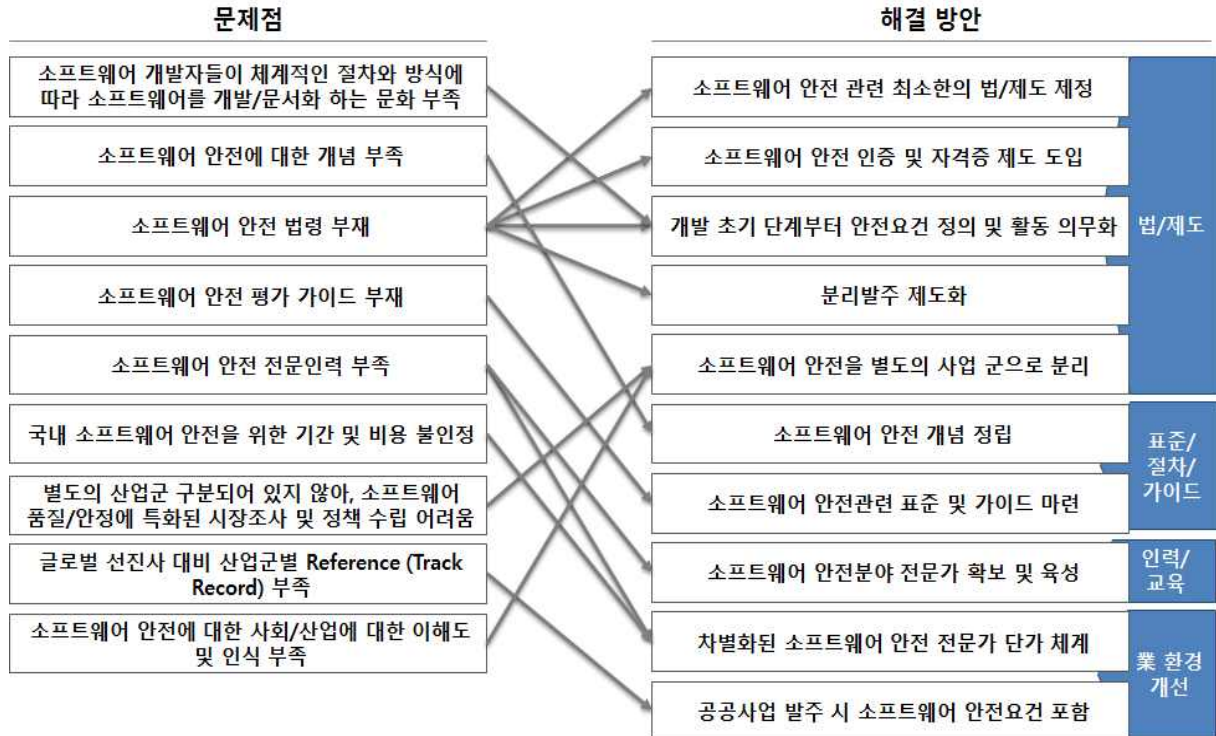 문제점
소프트웨어 개발자들이 체계적인 절차와 방식에
따라 소프트웨어를 개발/문서화 하는 문화 부족
소프트웨어 안전에 대한 개념 부족
소프트웨어 안전 법령 부재
소프트웨어 안전 평가 가이드 부재
소프트웨어 안전 전문인력 부족
국내 소프트웨어 안전을 위한 기간 및 비용 불인정
별도의 산업군 구분되어 있지 않아, 소프트웨어
품질/안정에 특화된 시장조사 및 정책 수립 어려움
글로벌 선진사 대비 산업군별 Reference (Track
Record) 부족
소프트웨어 안전에 대한 사회/산업에 대한 이해도
및 인식 부족
해결 방안
소프트웨어 안전 관련 최소한의 법/제도 제정
소프트웨어 안전 인증 및 자격증 제도 도입
개발 초기 단계부터 안전요건 정의 및 활동 의무화
분리발주 제도화
소프트웨어 안전을 별도의 사업 군으로 분리
법/제도
소프트웨어 안전 개념 정립
소프트웨어 안전관련 표준 및 가이드 마련
표준/
절차/
가이드
소프트웨어 안전분야 전문가 확보 및 육성
인력/
교육
차별화된 소프트웨어 안전 전문가 단가 체계
공공사업 발주 시 소프트웨어 안전요건 포함
業 환경
개선